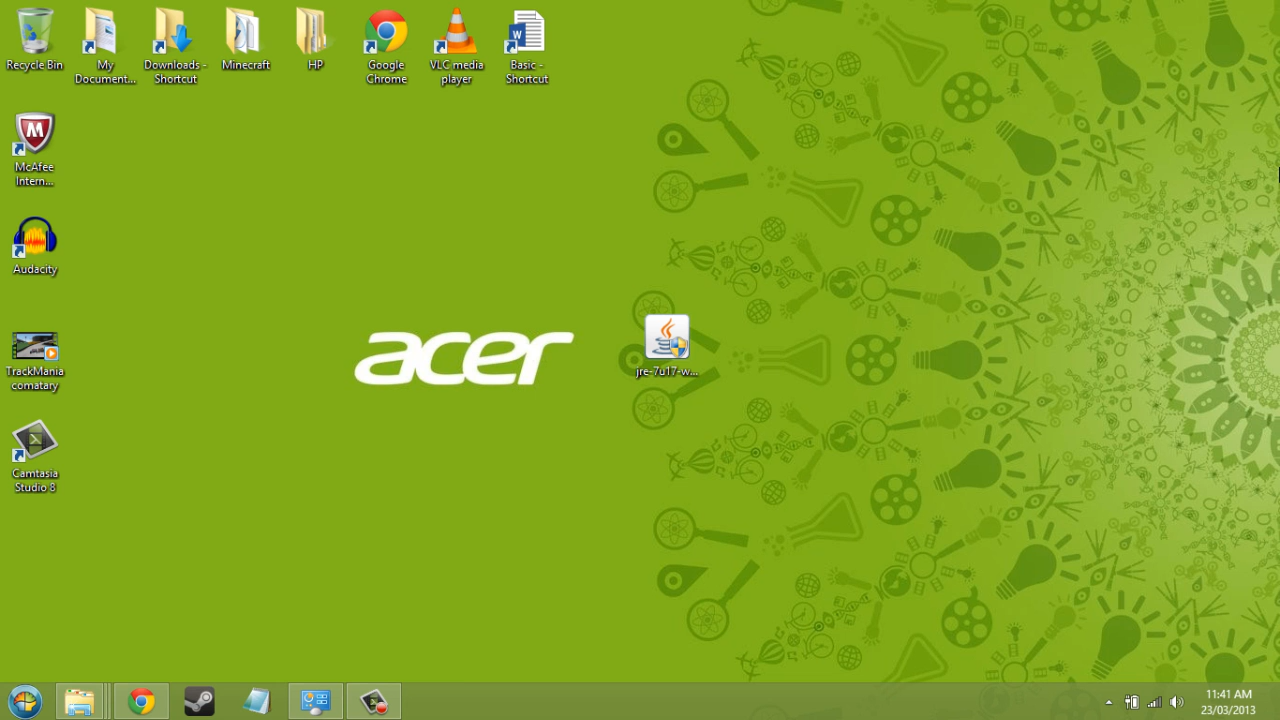 Recycle Bin
My
Document...
Downloads -
Shortcut
Minecraft
HP
Google
Chrome
VLC media
player
Basic -
Shortcut
McAfee
Intern...
Audacity
TrackMania
comatary
Camtasia
Studio 8
acer
jre-7u17-w...
11:41 AM
23/03/2013